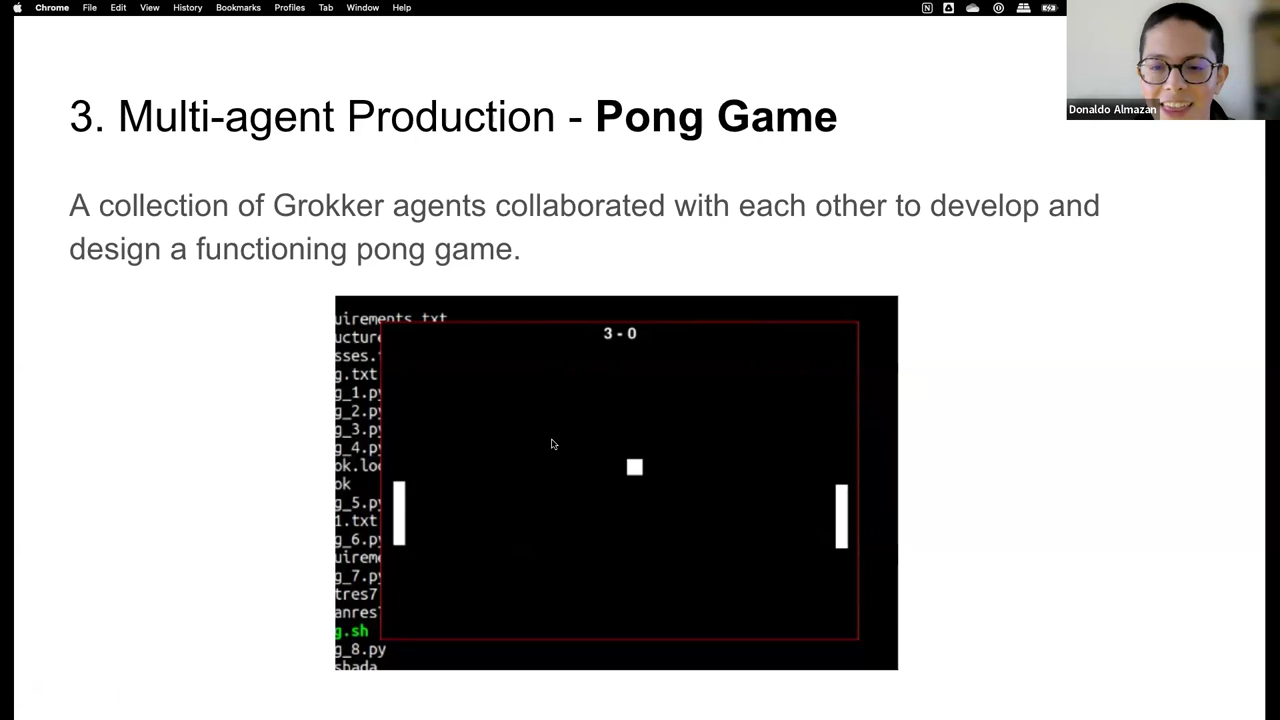 Chrome File Edit View History Bookmarks Profiles Tab Window Help
Donaldo Almazan
3. Multi-agent Production - Pong Game
A collection of Grokker agents collaborated with each other to develop and
design a functioning pong game.
uirements.txt
3 - 0
ucture
sses.
g.txt
g_1.py
g_2.py
g_3.py
g_4.py
ok.loc
ok
g_5.py
1.txt
g_6.py
uireme
g_7.py
tres7
anres
g.sh
g_8.py
shada